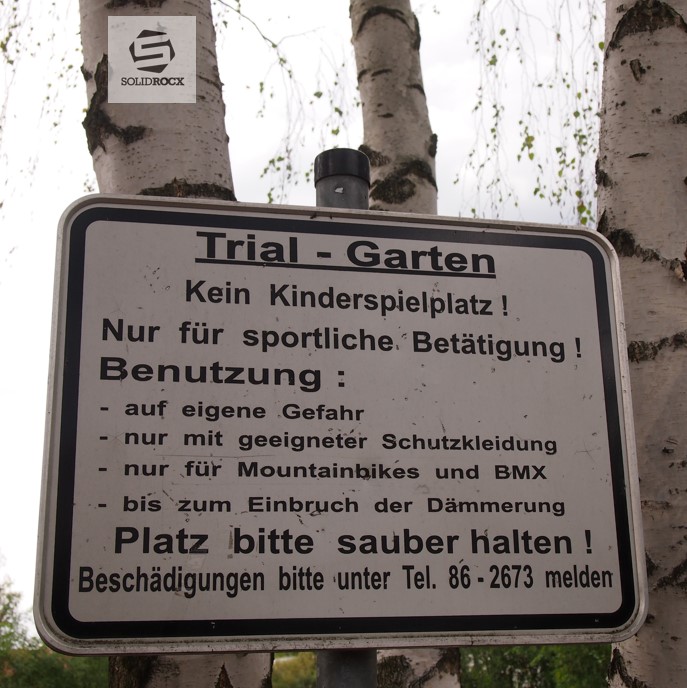 SOLIDROCX
Trial - Garten
Kein Kinderspielplatz !
Nur für sportliche Betätigung !
Benutzung :
- auf eigene Gefahr
- nur mit geeigneter Schutzkleidung
- nur für Mountainbikes und BMX
- bis zum Einbruch der Dämmerung
Platz bitte sauber halten !
Beschädigungen bitte unter Tel. 86 - 2673 melden